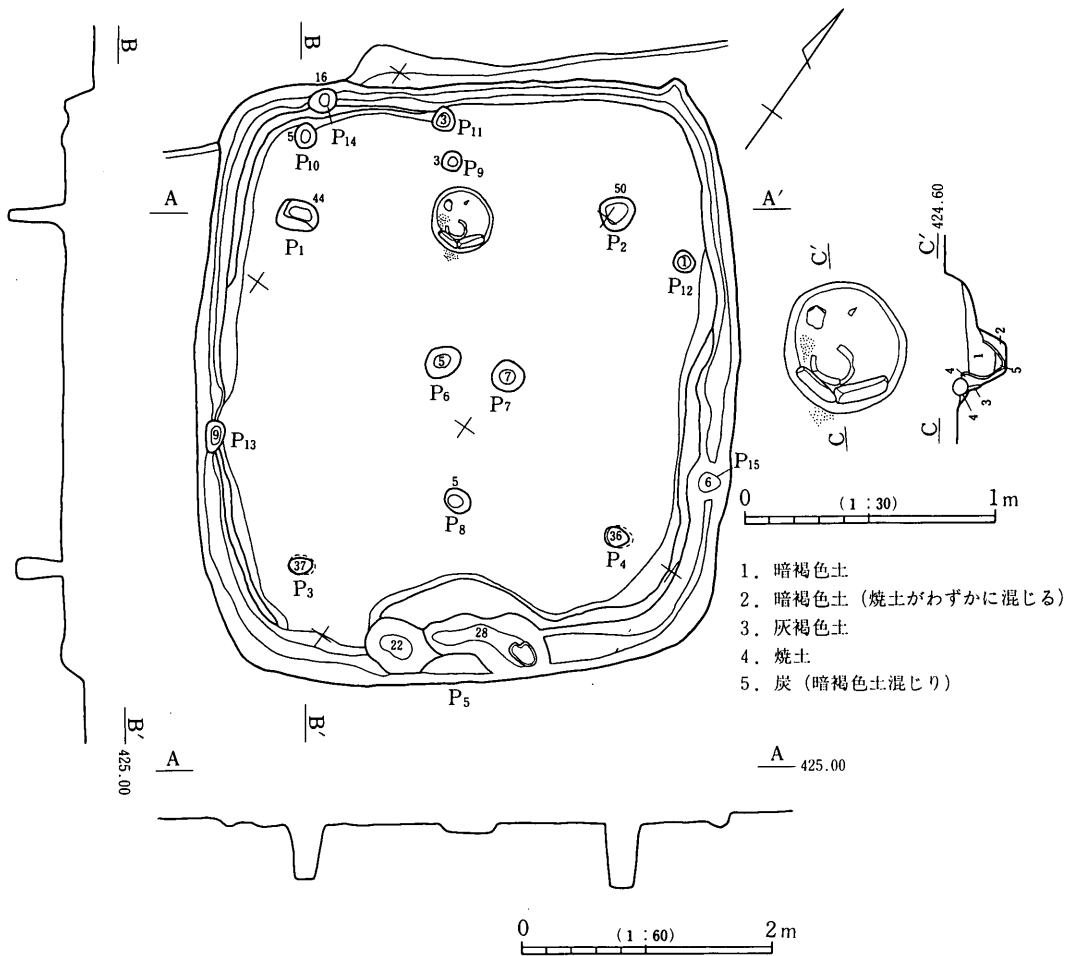 B
B
16
P14
3
P11
5
P10
3
P9
A
44
P1
50
P2
A'
424.60
C'
C'
1
P12
1
2
3
4
4
5
5
P6
7
P7
C
C
9
P13
P15
6
0 (1:30) 1m
5
P8
36
P4
37
P3
22
28
P5
1. 暗褐色土
2. 暗褐色土（焼土がわずかに混じる）
3. 灰褐色土
4. 焼土
5. 炭（暗褐色土混じり）
B'
425.00
B'
A
A 425.00
0 (1:60) 2m